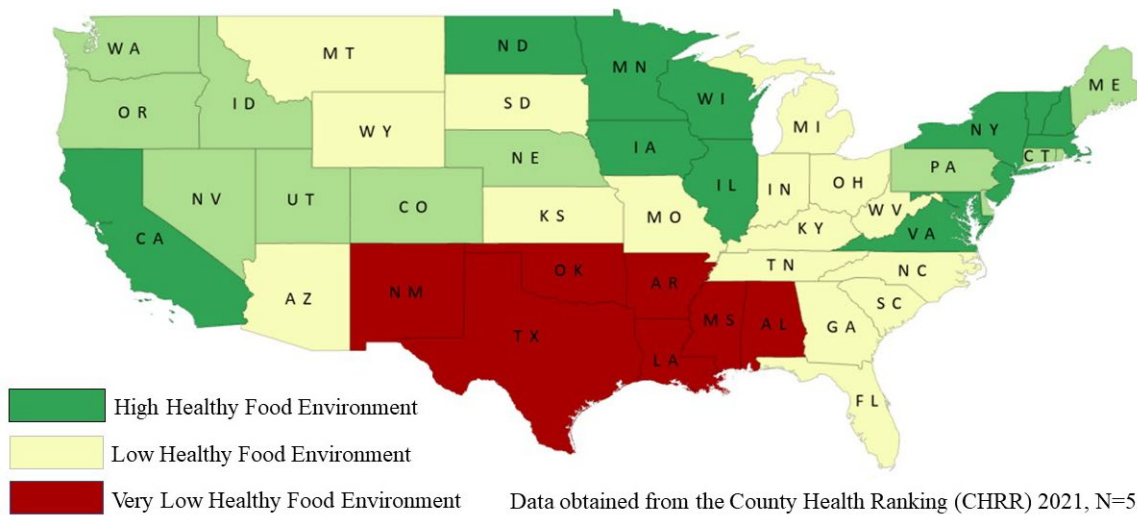 WA
MT
ND
MN
ME
OR
ID
SD
WI
NY
WY
MI
CT
NE
IA
PA
NV
UT
CO
IL
IN
OH
WV
CA
KS
MO
KY
VA
AZ
NM
OK
AR
TN
NC
SC
TX
MS
AL
GA
LA
FL
High Healthy Food Environment
Low Healthy Food Environment
Very Low Healthy Food Environment
Data obtained from the County Health Ranking (CHRR) 2021, N=5